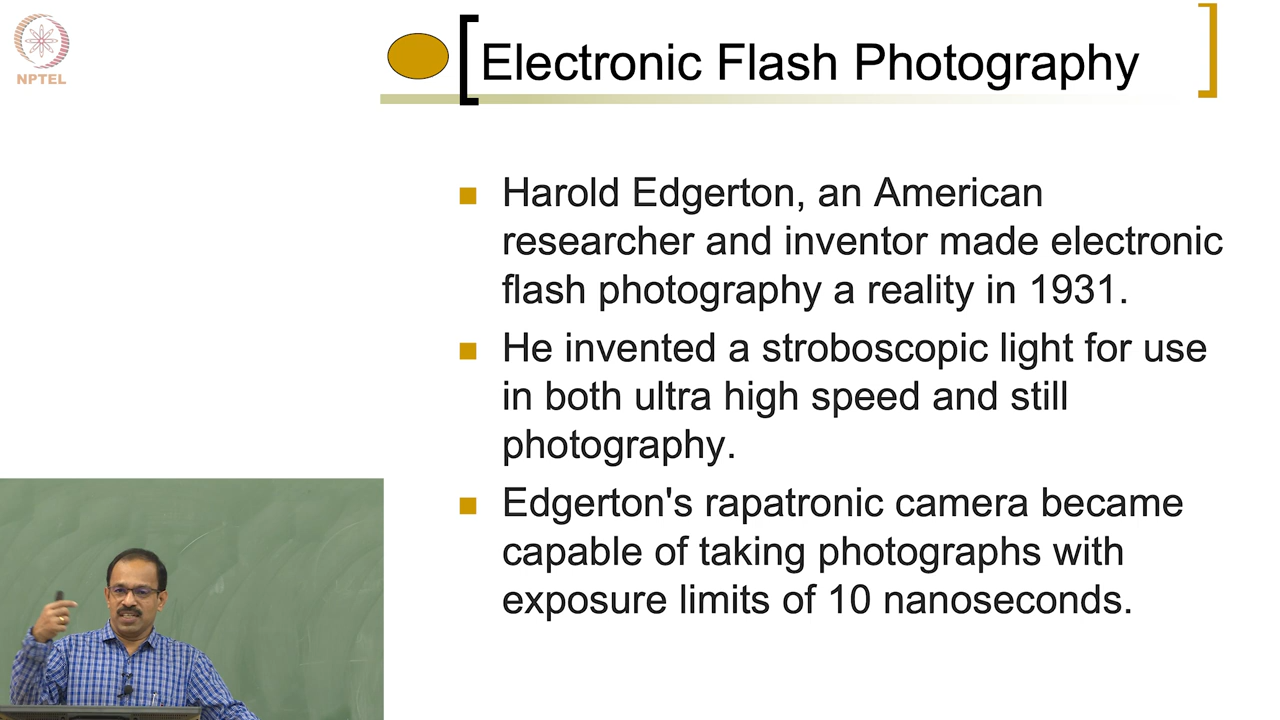 NPTEL
Electronic Flash Photography
Harold Edgerton, an American
researcher and inventor made electronic
flash photography a reality in 1931.
He invented a stroboscopic light for use
in both ultra high speed and still
photography.
Edgerton's rapatronic camera became
capable of taking photographs with
exposure limits of 10 nanoseconds.